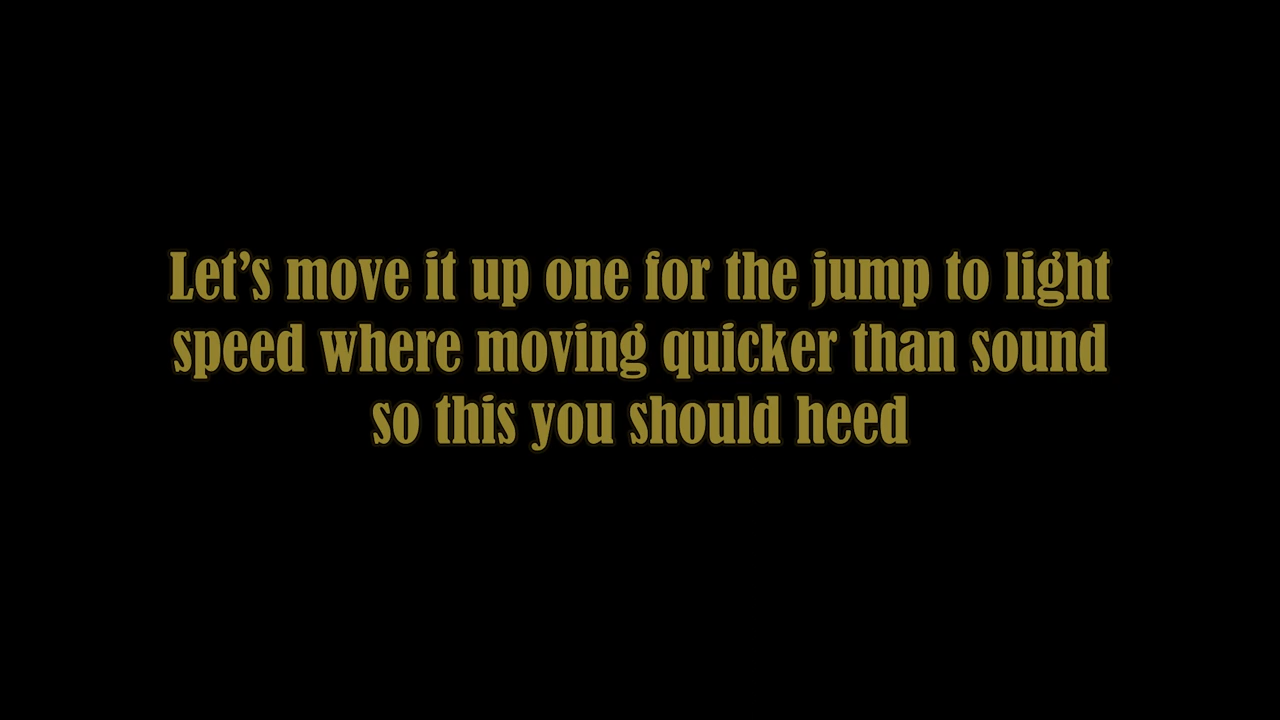 Let’s move it up one for the jump to light
speed where moving quicker than sound
so this you should heed